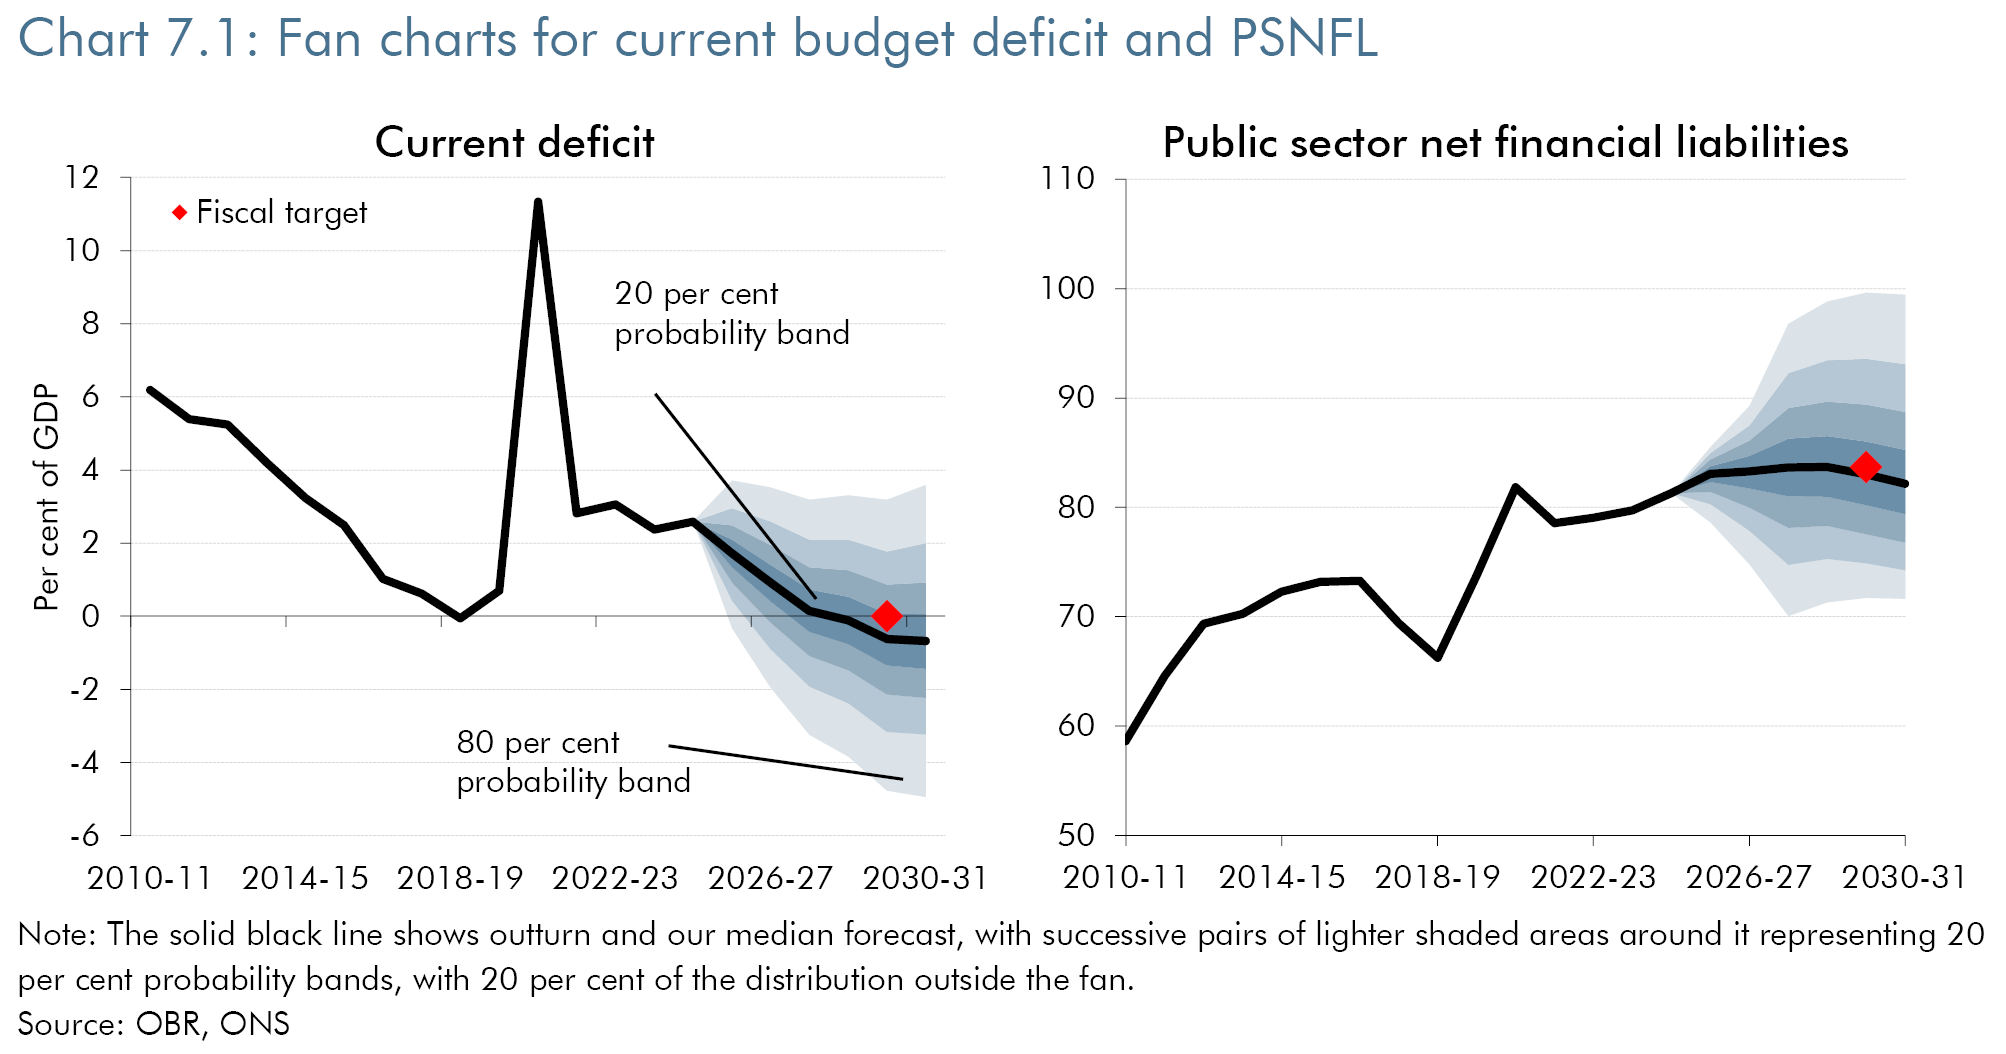 Chart 7.1: Fan charts for current budget deficit and PSNFL
Current deficit
12
10
8
6
4
2
0
-2
-4
-6
Per cent of GDP
Fiscal target
20 per cent
probability band
80 per cent
probability band
2010-11 2014-15 2018-19 2022-23 2026-27 2030-31
Public sector net financial liabilities
110
100
90
80
70
60
50
2010-11 2014-15 2018-19 2022-23 2026-27 2030-31
Note: The solid black line shows outturn and our median forecast, with successive pairs of lighter shaded areas around it representing 20
per cent probability bands, with 20 per cent of the distribution outside the fan.
Source: OBR, ONS